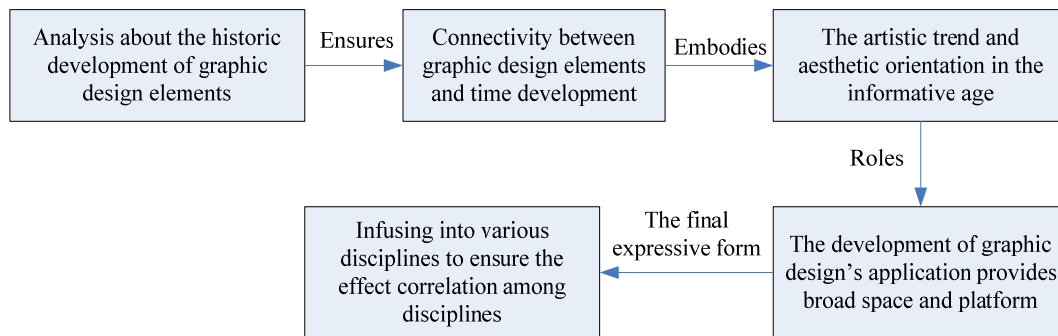 Analysis about the historic
development of graphic
design elements
Ensures
Connectivity between
graphic design elements
and time development
Embodies
The artistic trend and
aesthetic orientation in the
informative age
Roles
The development of graphic
design's application provides
broad space and platform
The final
expressive form
Infusing into various
disciplines to ensure the
effect correlation among
disciplines